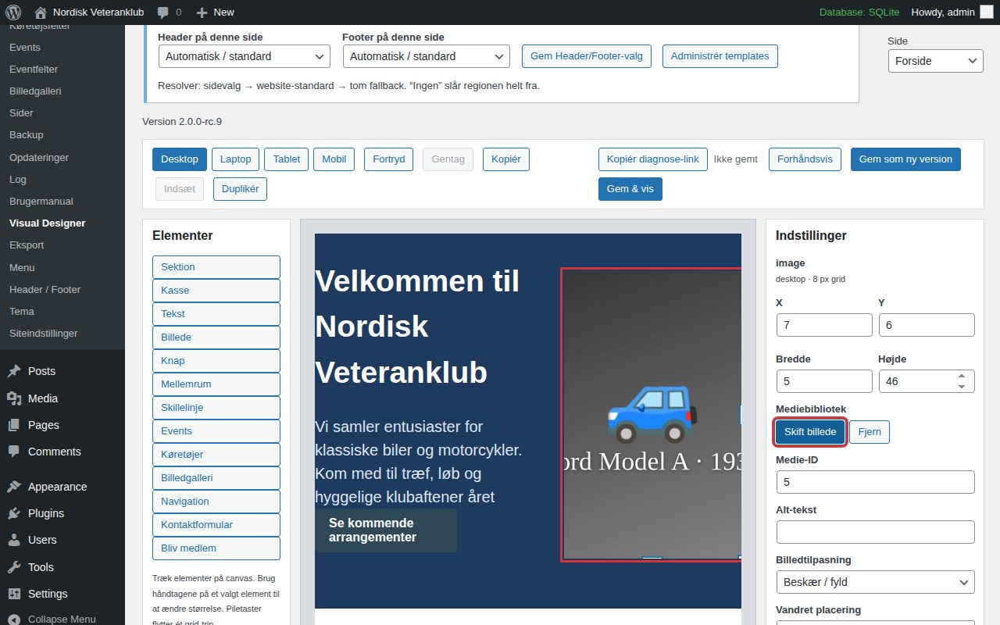 Nordisk Veteranklub
0
New
Database: SQLite
Howdy, admin
Køretøjsfelter
Events
Eventfelter
Billedgalleri
Sider
Backup
Opdateringer
Log
Brugermanual
Visual Designer
Eksport
Menu
Header / Footer
Tema
Siteindstillinger
Posts
Media
Pages
Comments
Appearance
Plugins
Users
Tools
Settings
Collapse Menu
Header på denne side
Footer på denne side
Automatisk / standard
Automatisk / standard
Gem Header/Footer-valg
Administrér templates
Resolver: sidevalg → website-standard → tom fallback. “Ingen” slår regionen helt fra.
Side
Forside
Version 2.0.0-rc.9
Desktop
Laptop
Tablet
Mobil
Fortryd
Gentag
Kopiér
Indsæt
Duplikér
Kopiér diagnose-link
Ikke gemt
Forhåndsvis
Gem som ny version
Gem & vis
Elementer
Sektion
Kasse
Tekst
Billede
Knap
Mellemrum
Skillelinje
Events
Køretøjer
Billedgalleri
Navigation
Kontaktformular
Bliv medlem
Træk elementer på canvas. Brug
håndtagene på et valgt element til
at ændre størrelse. Piletaster
flytter ét grid-trin.
Velkommen til
Nordisk
Veteranklub
Vi samler entusiaster for
klassiske biler og motorcykler.
Kom med til træf, løb og
hyggelige klubaftener året
Se kommende
arrangementer
ord Model A · 193
Indstillinger
image
desktop · 8 px grid
X
Y
7
6
Bredde
Højde
5
46
Mediebibliotek
Skift billede
Fjern
Medie-ID
5
Alt-tekst
Billedtilpasning
Beskær / fyld
Vandret placering